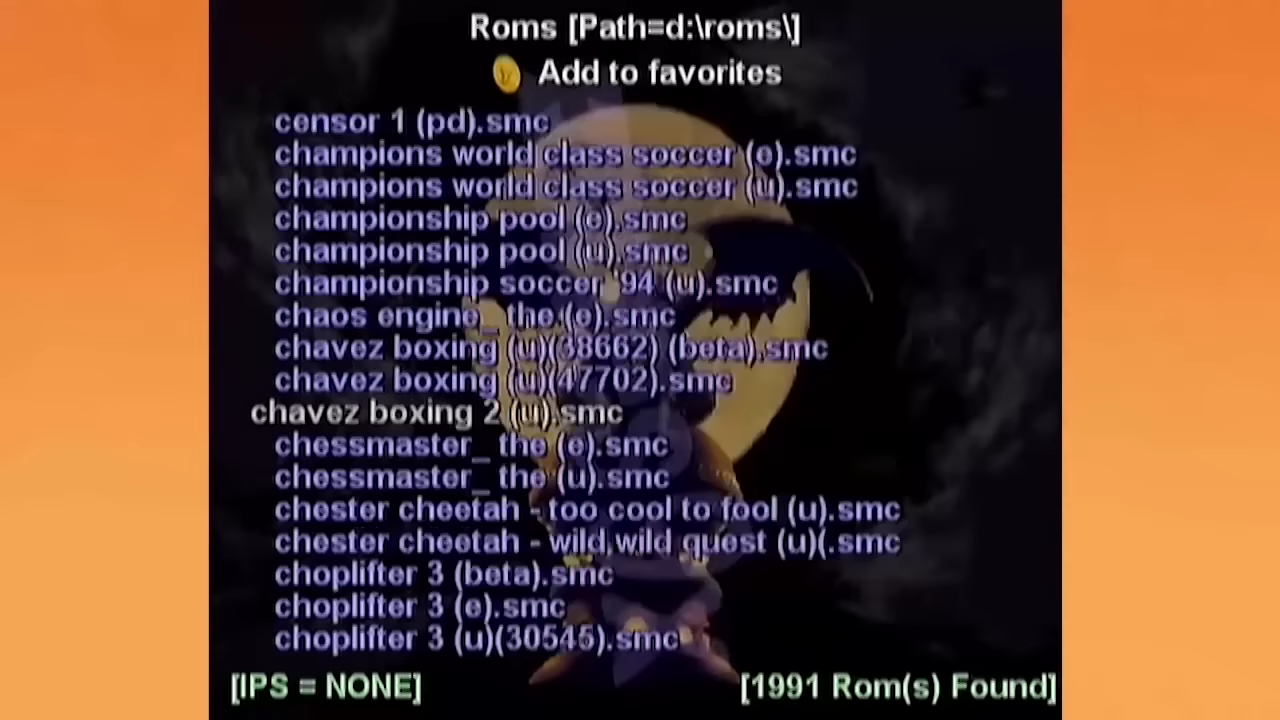 Roms [Path=d:\roms\]
Add to favorites
censor 1 (pd).smc
champions world class soccer (e).smc
champions world class soccer (u).smc
championship pool (e).smc
championship pool (u).smc
championship soccer '94 (u).smc
chaos engine_ the (e).smc
chavez boxing (u)(38662) (beta).smc
chavez boxing (u)(47702).smc
chavez boxing 2 (u).smc
chessmaster_ the (e).smc
chessmaster_ the (u).smc
chester cheetah - too cool to fool (u).smc
chester cheetah - wild wild quest (u)(.smc
choplifter 3 (beta).smc
choplifter 3 (e).smc
choplifter 3 (u)(30545).smc
[IPS = NONE]
[1991 Rom(s) Found]